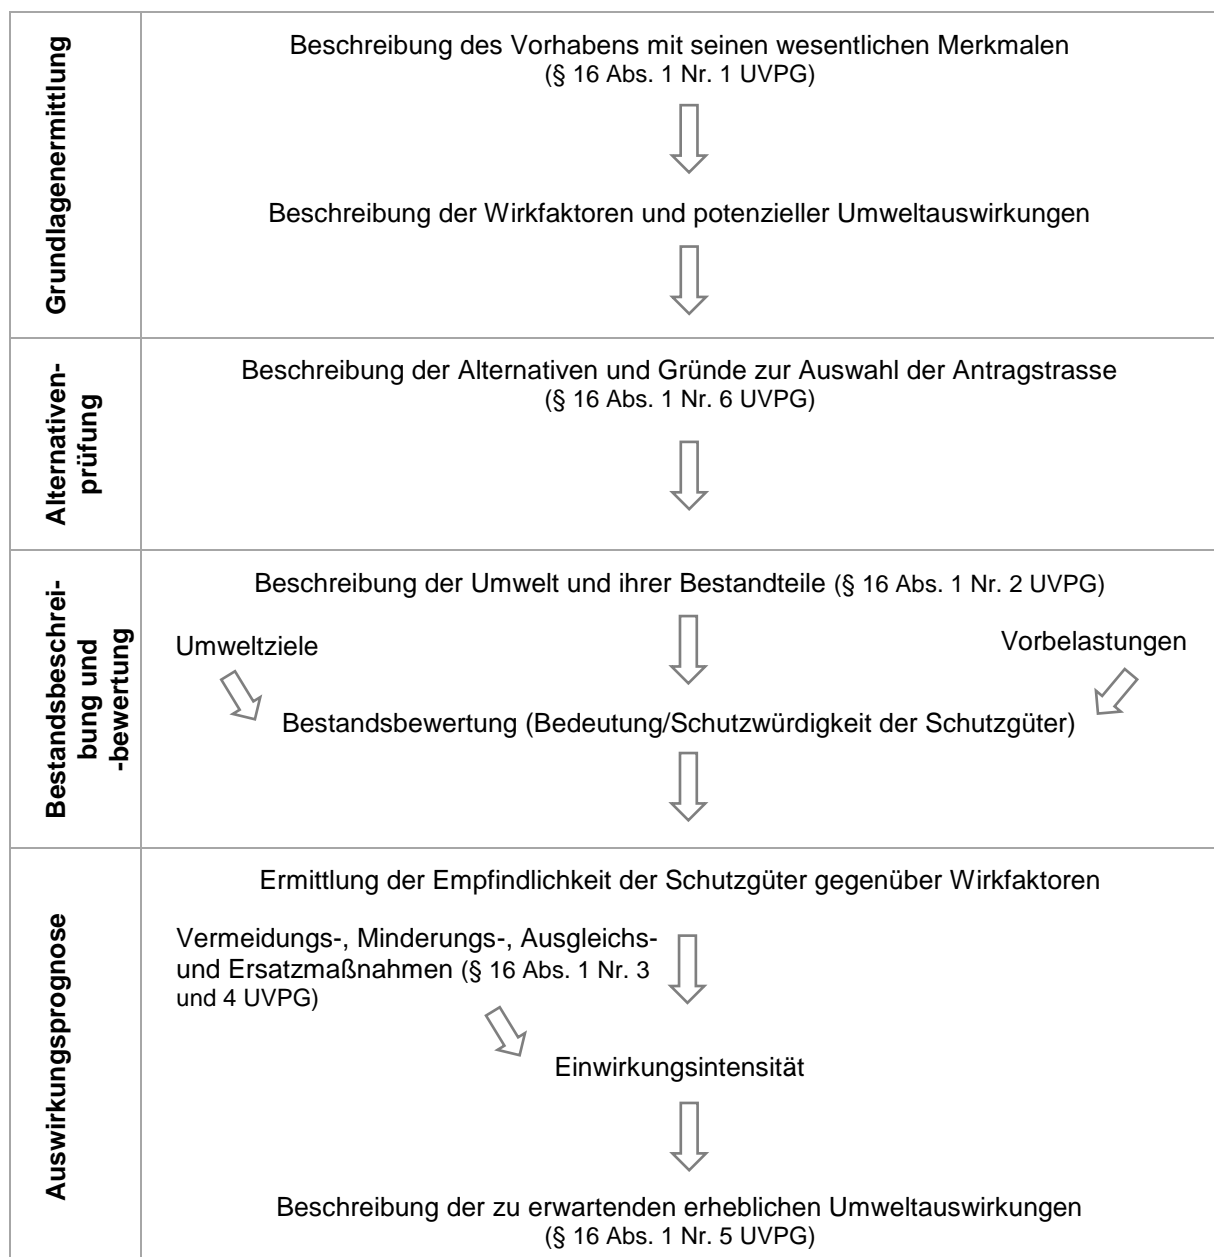 Grundlagenermittlung
Beschreibung des Vorhabens mit seinen wesentlichen Merkmalen
(§ 16 Abs. 1 Nr. 1 UVPG)
Beschreibung der Wirkfaktoren und potenzieller Umweltauswirkungen
Alternativen-
prüfung
Beschreibung der Alternativen und Gründe zur Auswahl der Antragstrasse
(§ 16 Abs. 1 Nr. 6 UVPG)
Bestandsbeschrei-
bung und
-bewertung
Beschreibung der Umwelt und ihrer Bestandteile (§ 16 Abs. 1 Nr. 2 UVPG)
Umweltziele
Vorbelastungen
Bestandsbewertung (Bedeutung/Schutzwürdigkeit der Schutzgüter)
Auswirkungsprognose
Ermittlung der Empfindlichkeit der Schutzgüter gegenüber Wirkfaktoren
Vermeidungs-, Minderungs-, Ausgleichs-
und Ersatzmaßnahmen (§ 16 Abs. 1 Nr. 3
und 4 UVPG)
Einwirkungsintensität
Beschreibung der zu erwartenden erheblichen Umweltauswirkungen
(§ 16 Abs. 1 Nr. 5 UVPG)